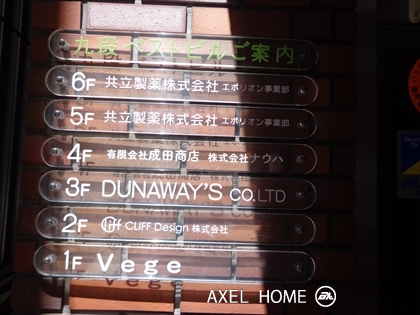 九段ベストビルご案内
6F 共立製薬株式会社 エポリオン事業部
5F 共立製薬株式会社 エポリオン事業部
4F 有限会社 成田商店 株式会社ナウハ
3F DUNAWAY'S CO.LTD
2F Cliff CLIFF Design 株式会社
1F Vege
AXEL HOME